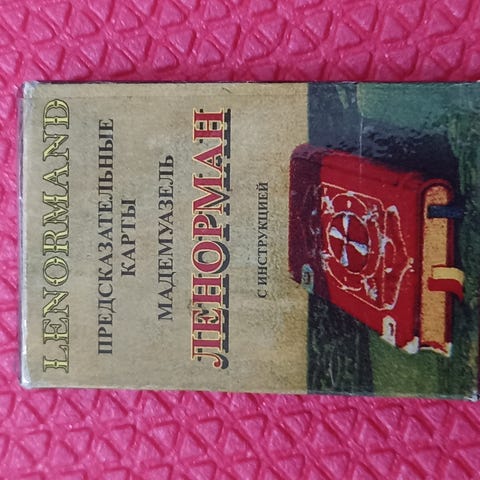 LENORMAND
ПРЕДСКАЗАТЕЛЬНЫЕ
КАРТЫ
МАДЕМУАЗЕЛЬ
ЛЕНОРМАН
С ИНСТРУКЦИЕЙ